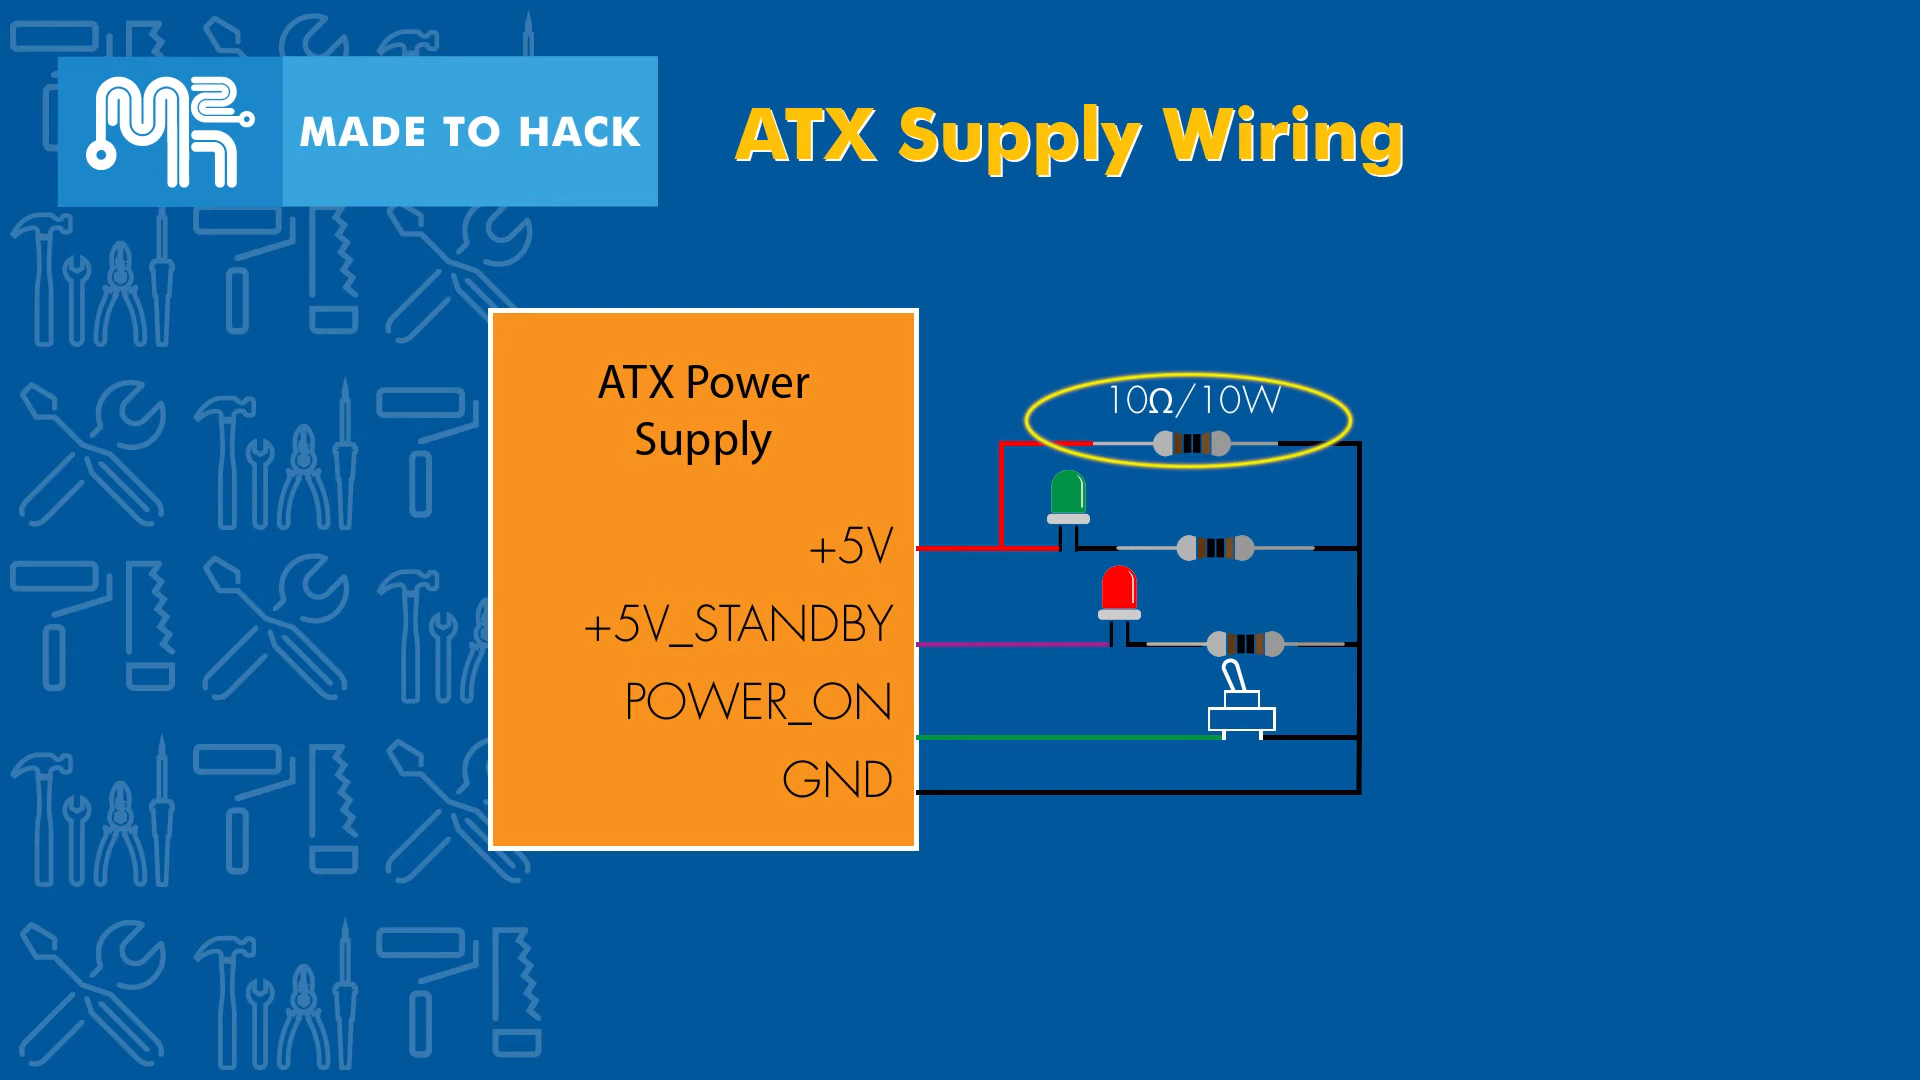 MADE TO HACK
ATX Supply Wiring
ATX Power
Supply
10Ω/10W
+5V
+5V_STANDBY
POWER_ON
GND